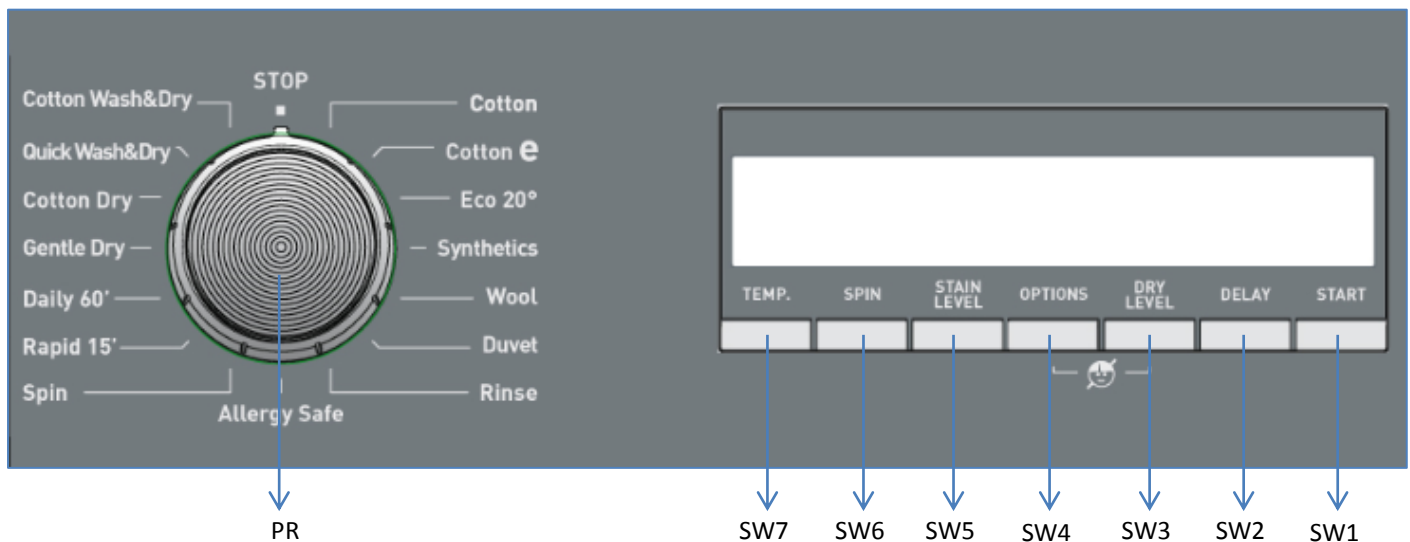 STOP
Cotton Wash&Dry
Quick Wash&Dry
Cotton Dry
Gentle Dry
Daily 60'
Rapid 15'
Spin
Allergy Safe
Cotton
Cotton e
Eco 20°
Synthetics
Wool
Duvet
Rinse
TEMP.
SPIN
STAIN
LEVEL
OPTIONS
DRY
LEVEL
DELAY
START
PR
SW7
SW6
SW5
SW4
SW3
SW2
SW1